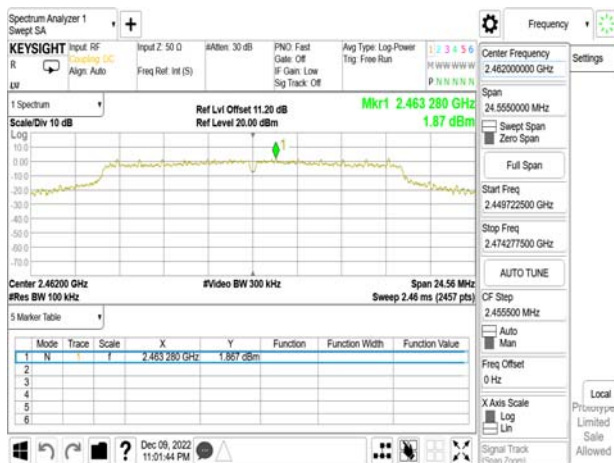 Spectrum Analyzer 1
Swept SA
+
Frequency
KEYSIGHT
R
Input: RF
Coupling: DC
Align: Auto
Input Z: 50 Ω
Freq Ref: Int (S)
#Atten: 30 dB
PNO: Fast
Gate: Off
IF Gain: Low
Sig Track: Off
Avg Type: Log-Power
Trig: Free Run
1 2 3 4 5 6
M W W W W W
P N N N N N
1 Spectrum
Scale/Div 10 dB
Ref Lvl Offset 11.20 dB
Ref Level 20.00 dBm
Mkr1 2.463 280 GHz
1.87 dBm
Log
10.0
0.00
-10.0
-20.0
-30.0
-40.0
-50.0
-60.0
-70.0
1
Center 2.46200 GHz
#Res BW 100 kHz
#Video BW 300 kHz
Span 24.56 MHz
Sweep 2.46 ms (2457 pts)
5 Marker Table
Mode Trace Scale X Y Function Function Width Function Value
1 N 1 f 2.463 280 GHz 1.867 dBm
2
3
4
5
6
Dec 09, 2022
11:01:44 PM
?
Center Frequency
2.462000000 GHz
Settings
Span
24.5550000 MHz
Swept Span
Zero Span
Full Span
Start Freq
2.449722500 GHz
Stop Freq
2.474277500 GHz
AUTO TUNE
CF Step
2.455500 MHz
Auto
Man
Freq Offset
0 Hz
X Axis Scale
Log
Lin
Signal Track
(Span Zoom)
Local
Prototype
Limited
Sale
Allowed